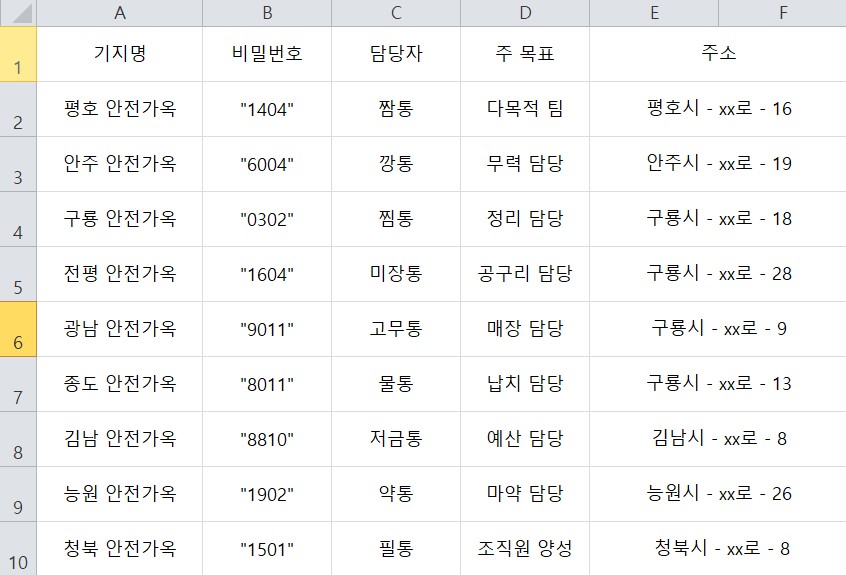 A B C D E F
1 기지명 비밀번호 담당자 주 목표 주소
2 평호 안전가옥 "1404" 짬통 다목적 팀 평호시 - xx로 - 16
3 안주 안전가옥 "6004" 깡통 무력 담당 안주시 - xx로 - 19
4 구룡 안전가옥 "0302" 찜통 정리 담당 구룡시 - xx로 - 18
5 전평 안전가옥 "1604" 미장통 공구리 담당 구룡시 - xx로 - 28
6 광남 안전가옥 "9011" 고무통 매장 담당 구룡시 - xx로 - 9
7 종도 안전가옥 "8011" 물통 납치 담당 구룡시 - xx로 - 13
8 김남 안전가옥 "8810" 저금통 예산 담당 김남시 - xx로 - 8
9 능원 안전가옥 "1902" 약통 마약 담당 능원시 - xx로 - 26
10 청북 안전가옥 "1501" 필통 조직원 양성 청북시 - xx로 - 8